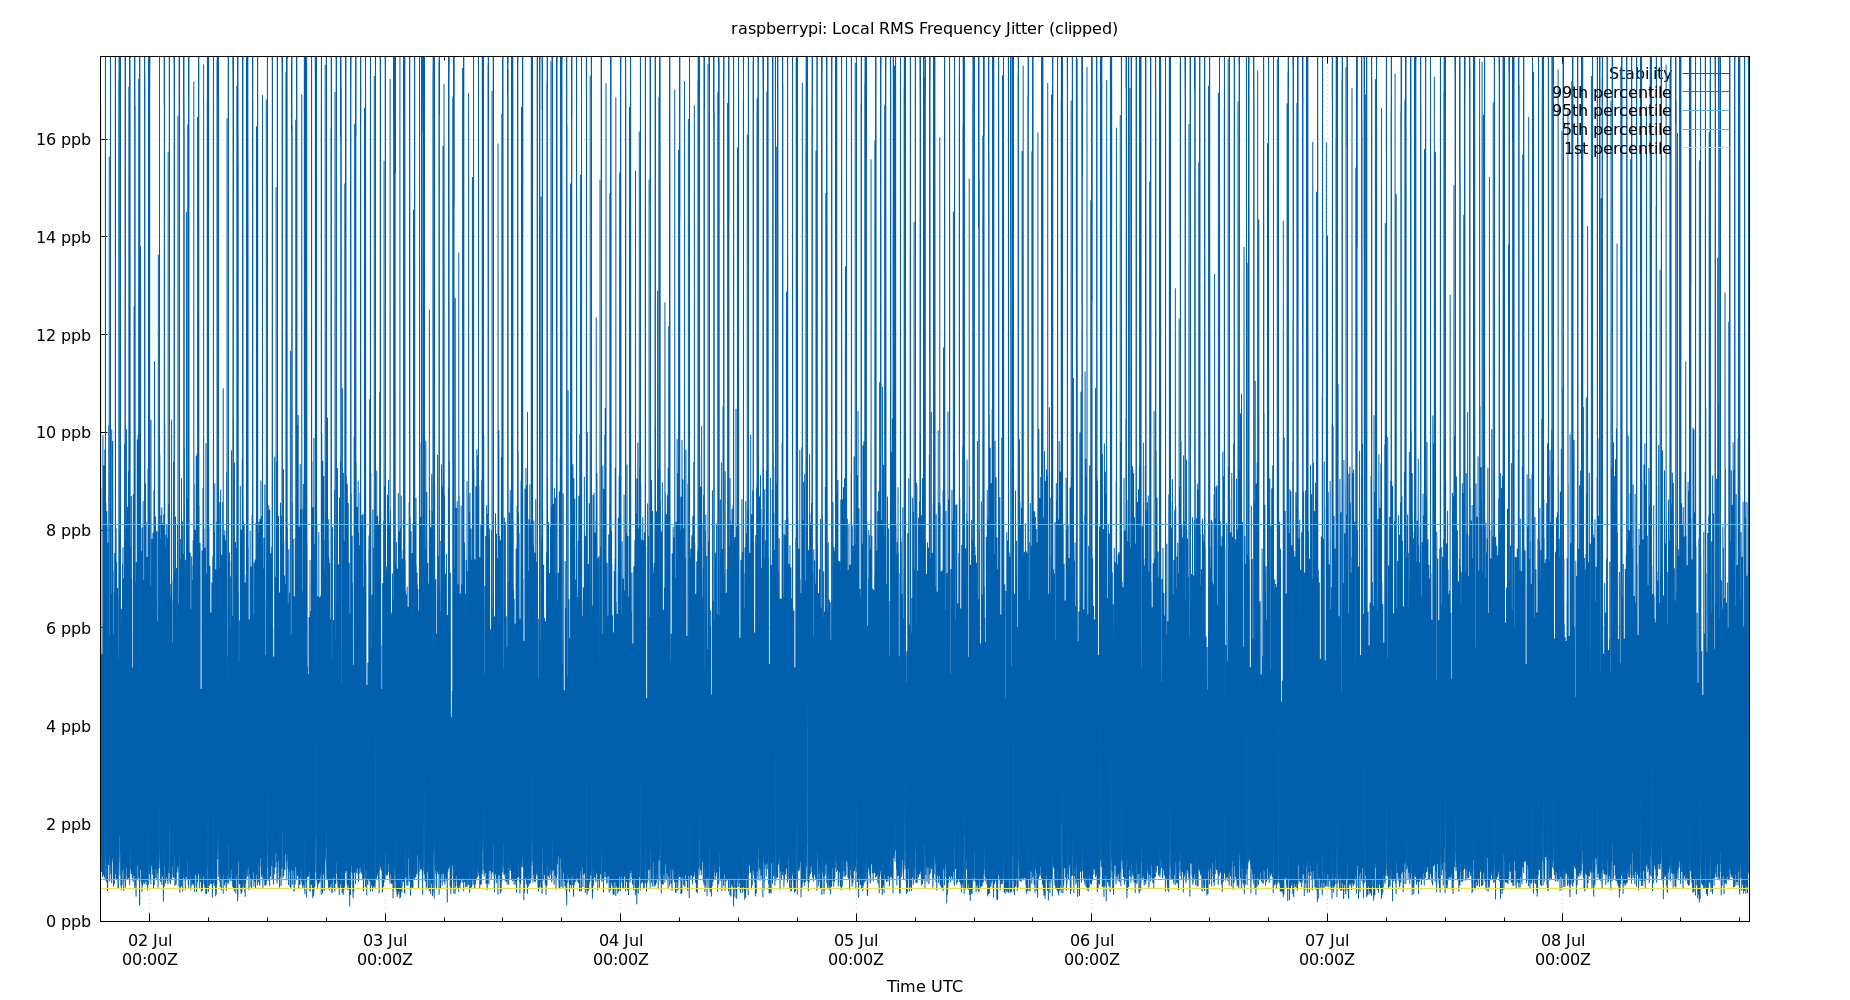 raspberrypi: Local RMS Frequency Jitter (clipped)
Stability
99th percentile
95th percentile
5th percentile
1st percentile
16 ppb
14 ppb
12 ppb
10 ppb
8 ppb
6 ppb
4 ppb
2 ppb
0 ppb
02 Jul 03 Jul 04 Jul 05 Jul 06 Jul 07 Jul 08 Jul
00:00Z 00:00Z 00:00Z 00:00Z 00:00Z 00:00Z 00:00Z
Time UTC